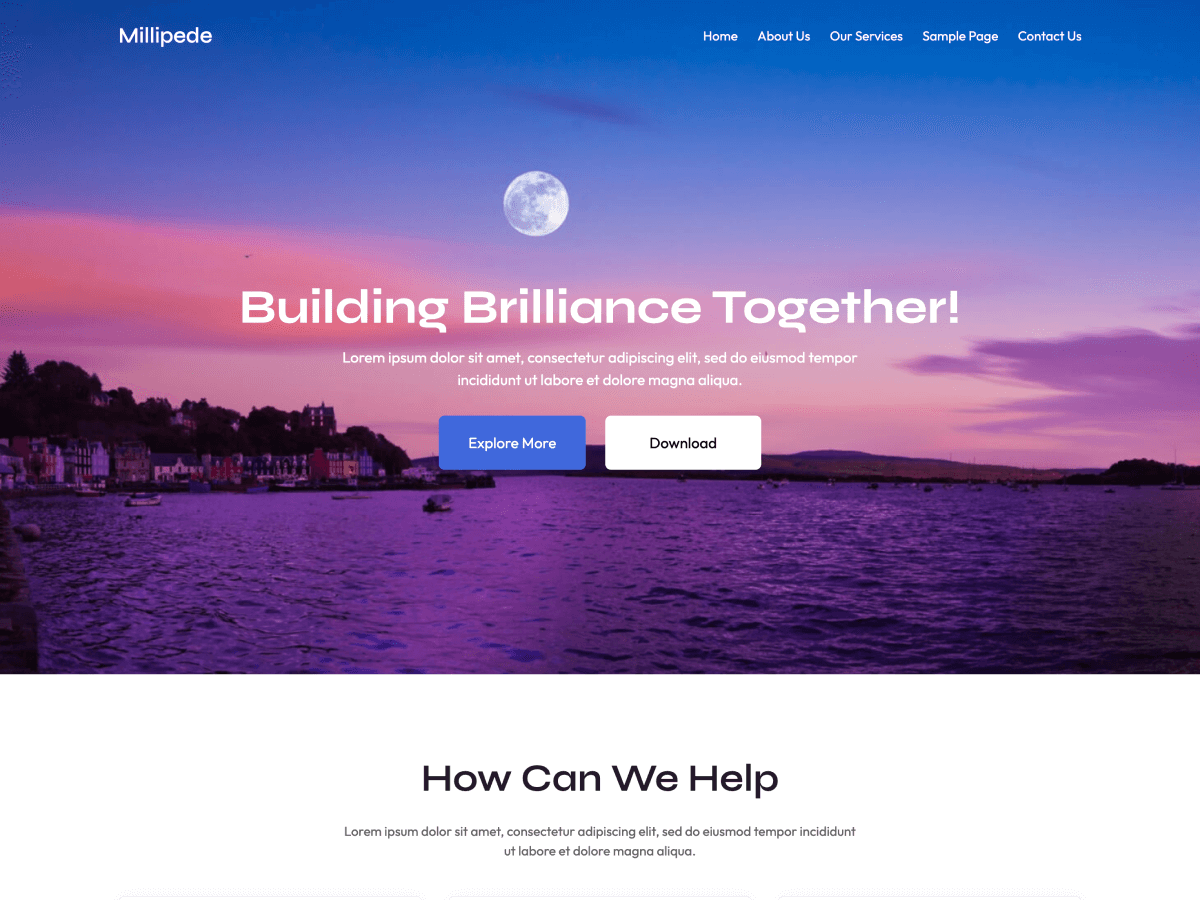 Millipede
Home About Us Our Services Sample Page Contact Us
Building Brilliance Together!
Lorem ipsum dolor sit amet, consectetur adipiscing elit, sed do eiusmod tempor
incididunt ut labore et dolore magna aliqua.
Explore More Download
How Can We Help
Lorem ipsum dolor sit amet, consectetur adipiscing elit, sed do eiusmod tempor incididunt
ut labore et dolore magna aliqua.